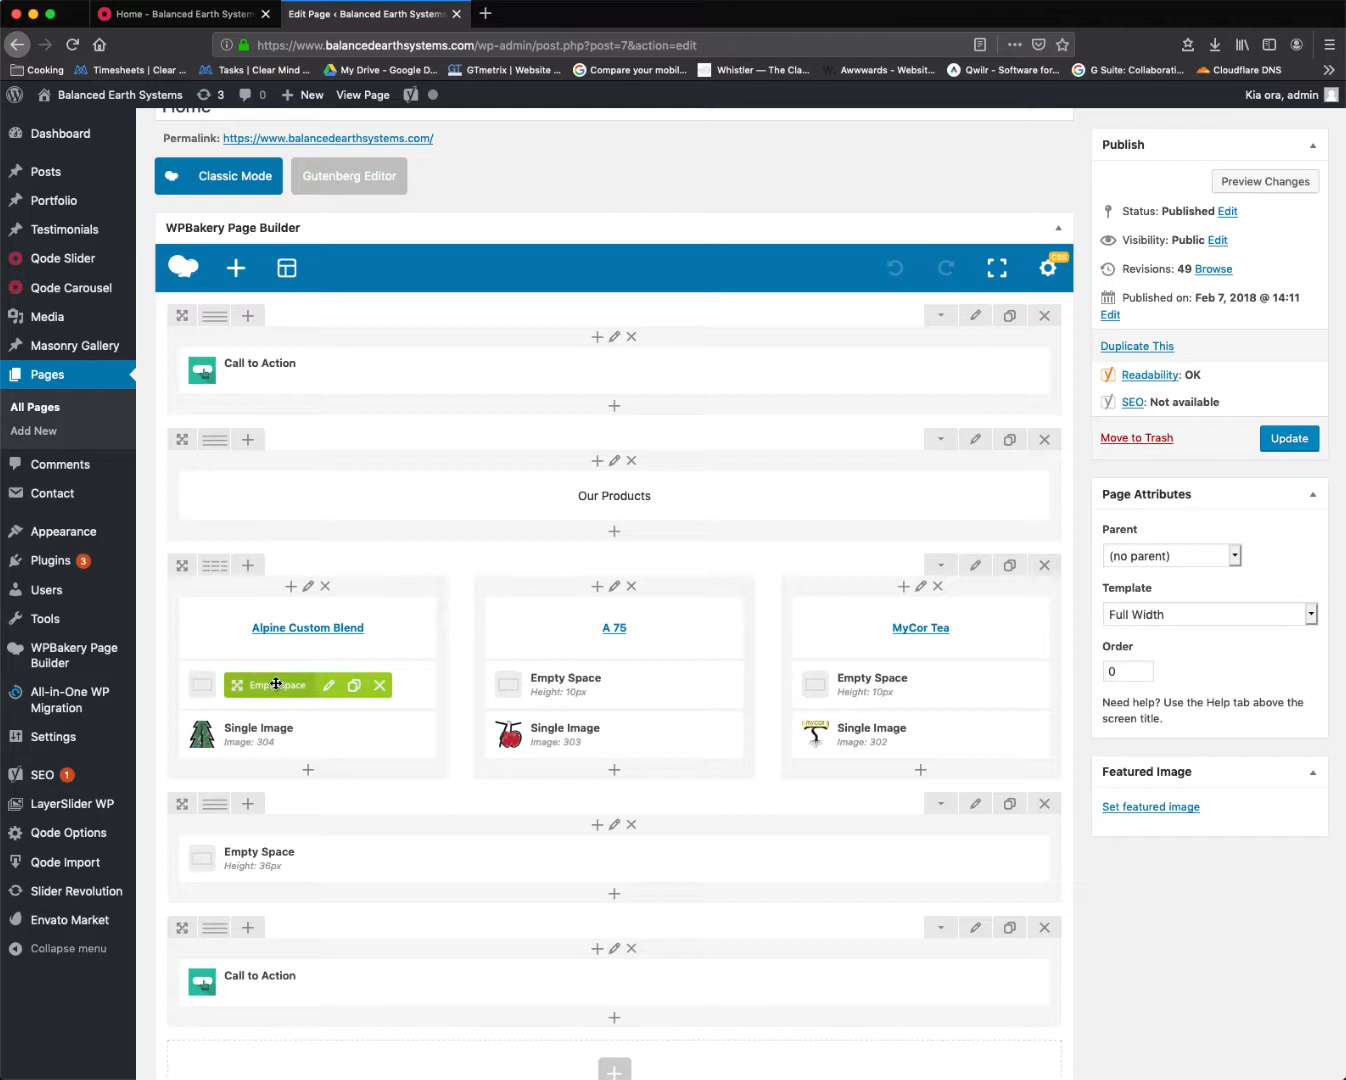 Home - Balanced Earth System
Edit Page ‹ Balanced Earth Systems
https://www.balancedearthsystems.com/wp-admin/post.php?post=7&action=edit
Cooking
Timesheets | Clear ...
Tasks | Clear Mind ...
My Drive - Google D...
GTmetrix | Website ...
Compare your mobil...
Whistler — The Cla...
Awwwards - Websit...
Qwilr - Software for...
G Suite: Collaborati...
Cloudflare DNS
Balanced Earth Systems
3
0
New
View Page
Kia ora, admin
Dashboard
Posts
Portfolio
Testimonials
Qode Slider
Qode Carousel
Media
Masonry Gallery
Pages
All Pages
Add New
Comments
Contact
Appearance
Plugins 3
Users
Tools
WPBakery Page
Builder
All-in-One WP
Migration
Settings
SEO 1
LayerSlider WP
Qode Options
Qode Import
Slider Revolution
Envato Market
Collapse menu
Home
Permalink: https://www.balancedearthsystems.com/
Classic Mode
Gutenberg Editor
WPBakery Page Builder
CSS
Call to Action
Our Products
Alpine Custom Blend
A 75
MyCor Tea
Empty Space
Empty Space
Height: 10px
Empty Space
Height: 10px
Single Image
Image: 304
Single Image
Image: 303
Single Image
Image: 302
Empty Space
Height: 36px
Call to Action
Publish
Preview Changes
Status: Published Edit
Visibility: Public Edit
Revisions: 49 Browse
Published on: Feb 7, 2018 @ 14:11
Edit
Duplicate This
Readability: OK
SEO: Not available
Move to Trash
Update
Page Attributes
Parent
(no parent)
Template
Full Width
Order
0
Need help? Use the Help tab above the
screen title.
Featured Image
Set featured image